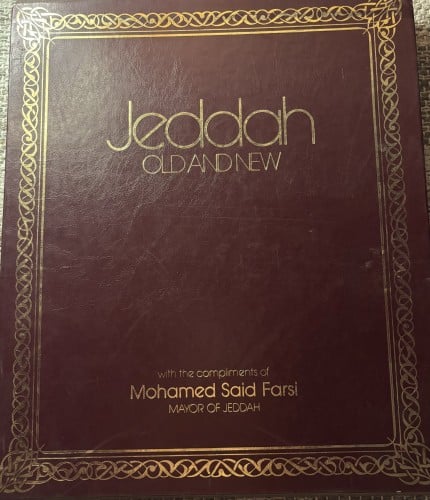 Jeddah
OLD AND NEW
with the compliments of
Mohamed Said Farsi
MAYOR OF JEDDAH